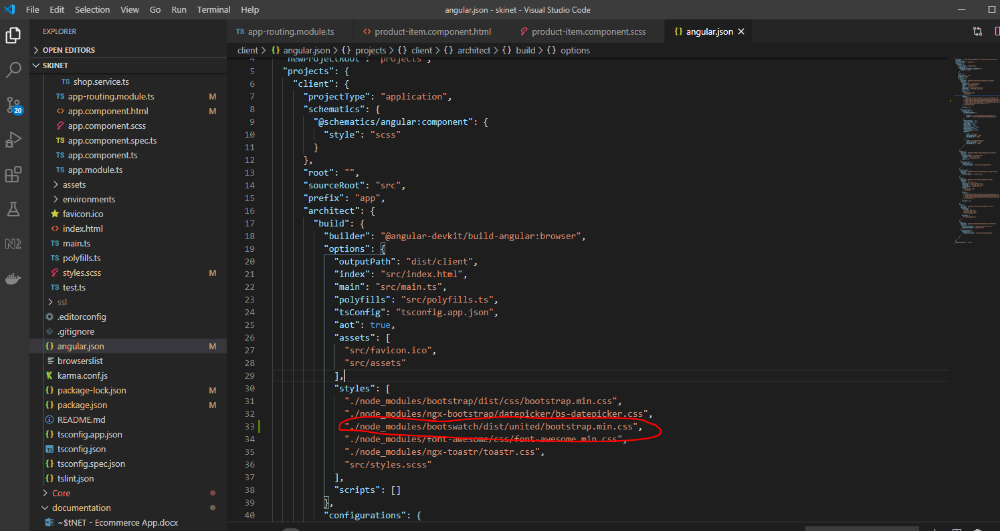 File Edit Selection View Go Run Terminal Help
angular.json - skinet - Visual Studio Code
EXPLORER
OPEN EDITORS
SKINET
TS shop.service.ts
TS app-routing.module.ts M
<> app.component.html M
app.component.scss
TS app.component.spec.ts
TS app.component.ts
TS app.module.ts
assets
environments
favicon.ico
<> index.html
TS main.ts
TS polyfills.ts
styles.scss M
TS test.ts
ssl
.editorconfig
.gitignore
{} angular.json M
browserslist
karma.conf.js
{} package-lock.json M
{} package.json M
README.md
{} tsconfig.app.json
TS tsconfig.json
{} tsconfig.spec.json
{} tslint.json
Core
documentation
~$tNET - Ecommerce App.docx
20
TS app-routing.module.ts
<> product-item.component.html
product-item.component.scss
{} angular.json
client > {} angular.json > {} projects > {} client > {} architect > {} build > {} options
4 "newProjectRoot": "projects",
5 "projects": {
6 "client": {
7 "projectType": "application",
8 "schematics": {
9 "@schematics/angular:component": {
10 "style": "scss"
11 }
12 },
13 "root": "",
14 "sourceRoot": "src",
15 "prefix": "app",
16 "architect": {
17 "build": {
18 "builder": "@angular-devkit/build-angular:browser",
19 "options": {
20 "outputPath": "dist/client",
21 "index": "src/index.html",
22 "main": "src/main.ts",
23 "polyfills": "src/polyfills.ts",
24 "tsConfig": "tsconfig.app.json",
25 "aot": true,
26 "assets": [
27 "src/favicon.ico",
28 "src/assets"
29 ],
30 "styles": [
31 "./node_modules/bootstrap/dist/css/bootstrap.min.css",
32 "./node_modules/ngx-bootstrap/datepicker/bs-datepicker.css",
33 "./node_modules/bootswatch/dist/united/bootstrap.min.css",
34 "./node_modules/font-awesome/css/font-awesome.min.css",
35 "./node_modules/ngx-toastr/toastr.css",
36 "src/styles.scss"
37 ],
38 "scripts": []
39 },
40 "configurations": {